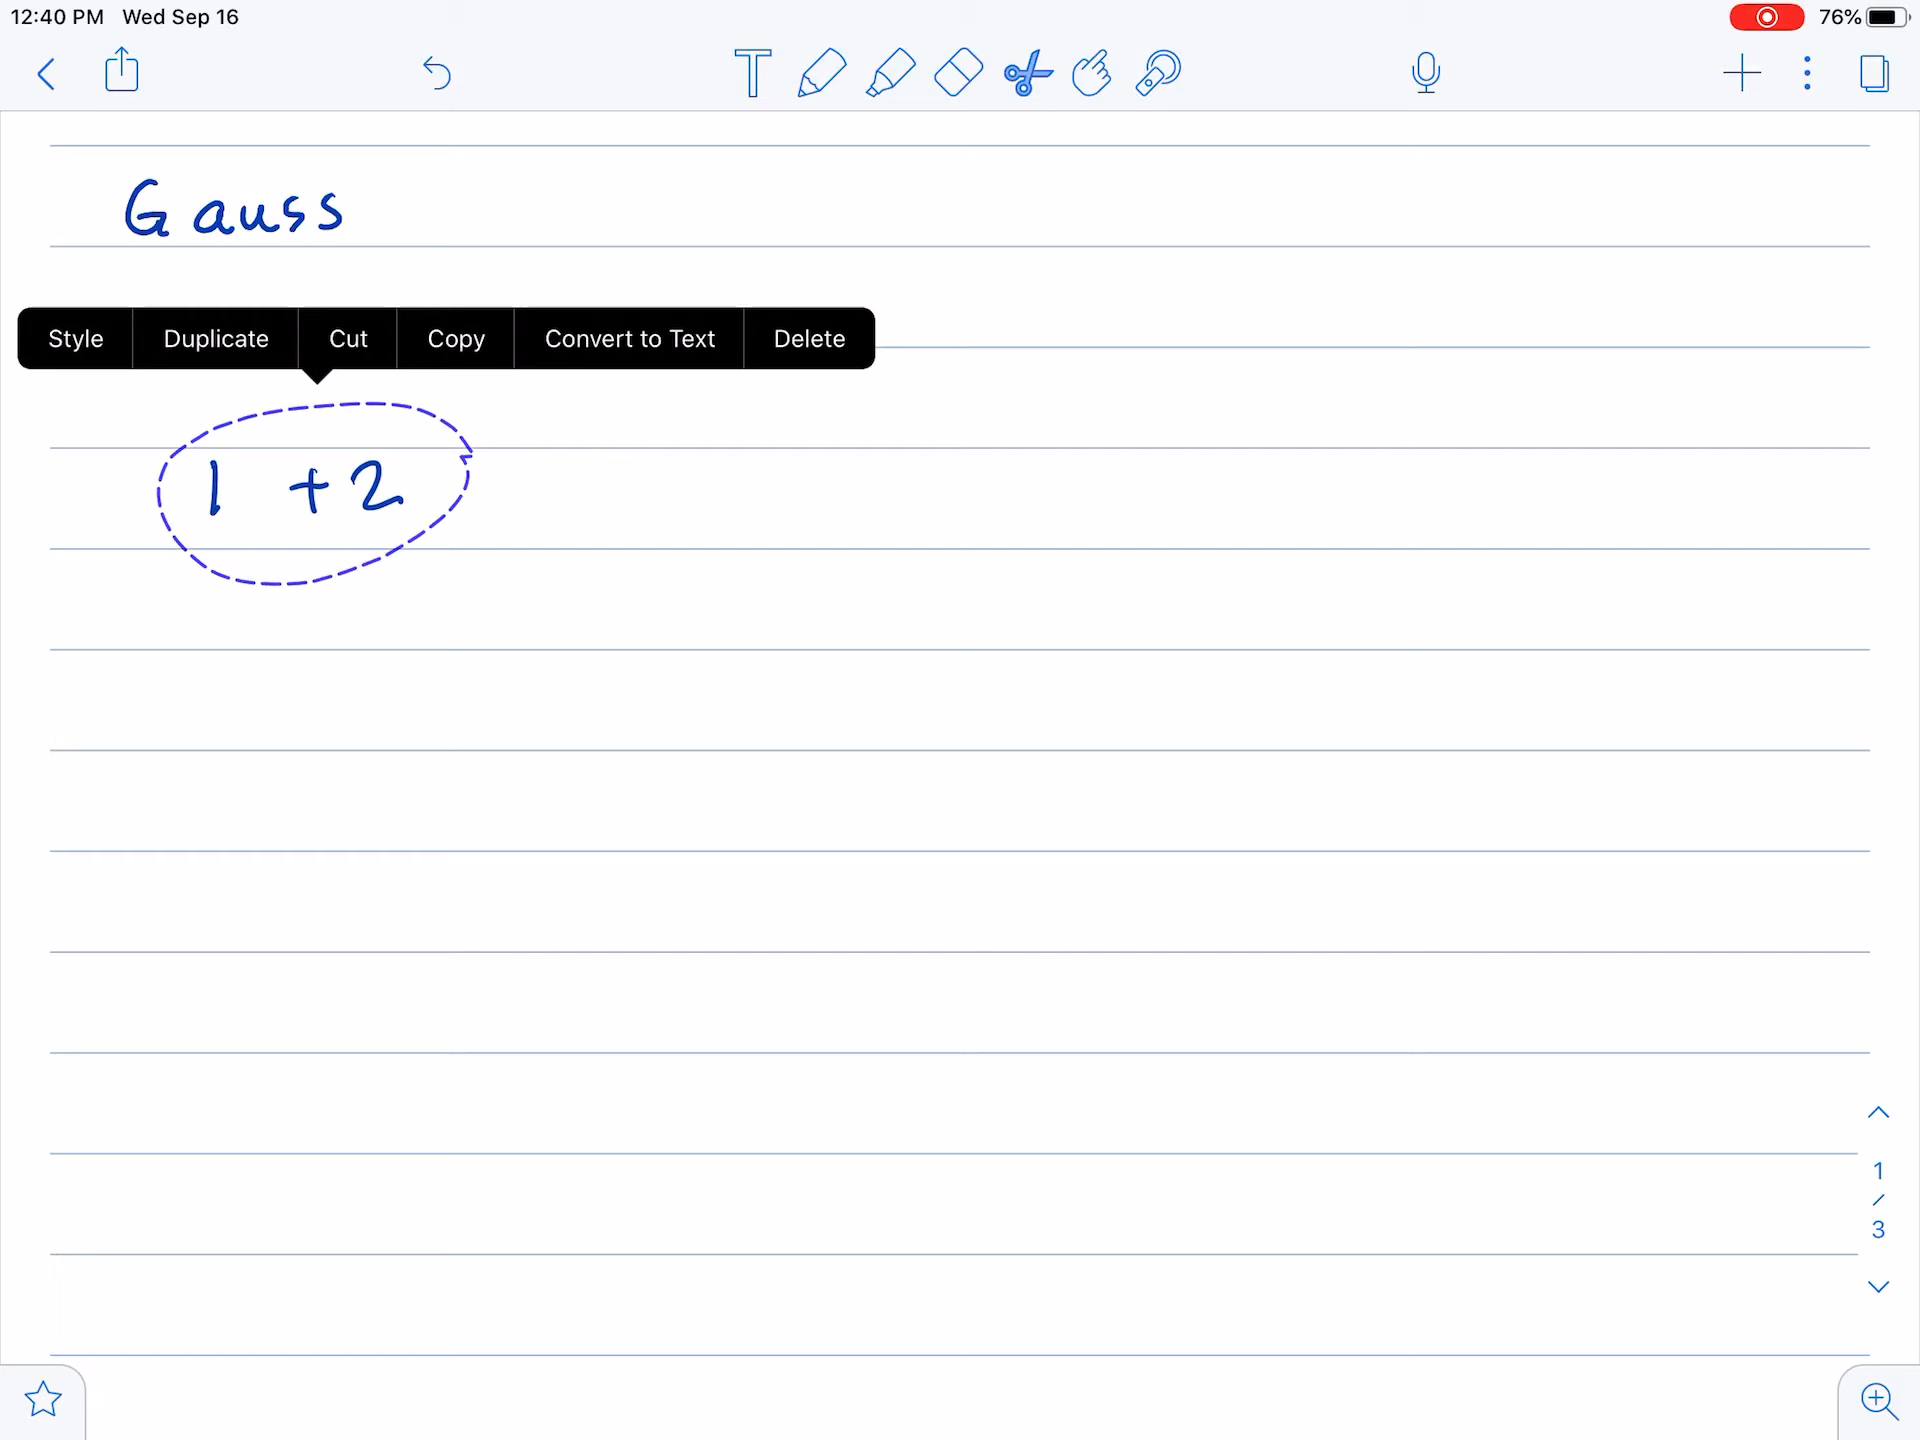 12:40 PM Wed Sep 16 76%
T
Gauss
Style Duplicate Cut Copy Convert to Text Delete
1 +2
1
/
3